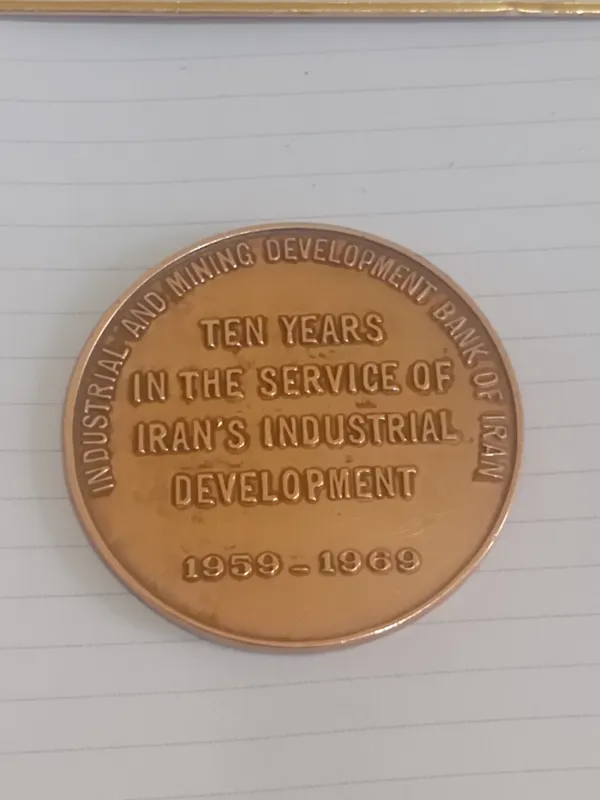 INDUSTRIAL AND MINING DEVELOPMENT BANK OF IRAN
TEN YEARS
IN THE SERVICE OF
IRAN'S INDUSTRIAL
DEVELOPMENT
1959-1969